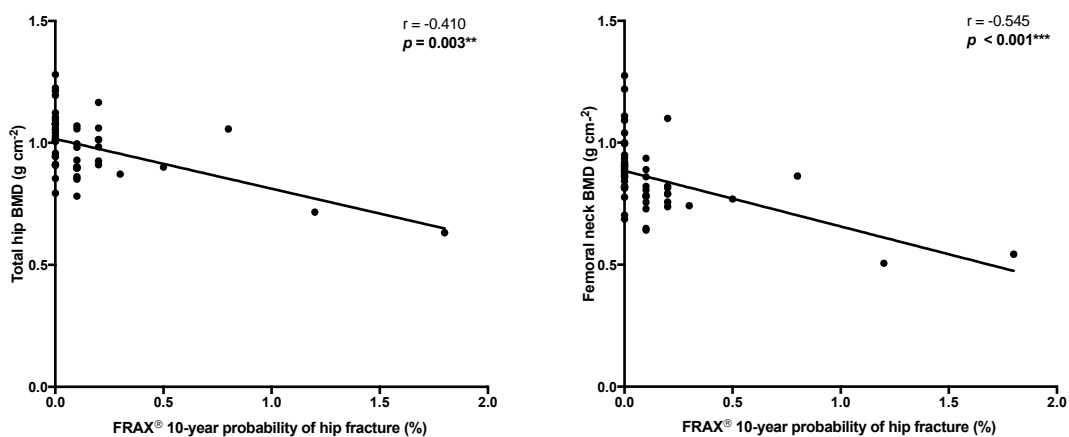 1.5
r = -0.410
p = 0.003**
1.0
0.5
0.0
Total hip BMD (g cm-2)
0.0 0.5 1.0 1.5 2.0
FRAX® 10-year probability of hip fracture (%)
1.5
r = -0.545
p < 0.001***
1.0
0.5
0.0
Femoral neck BMD (g cm-2)
0.0 0.5 1.0 1.5 2.0
FRAX® 10-year probability of hip fracture (%)